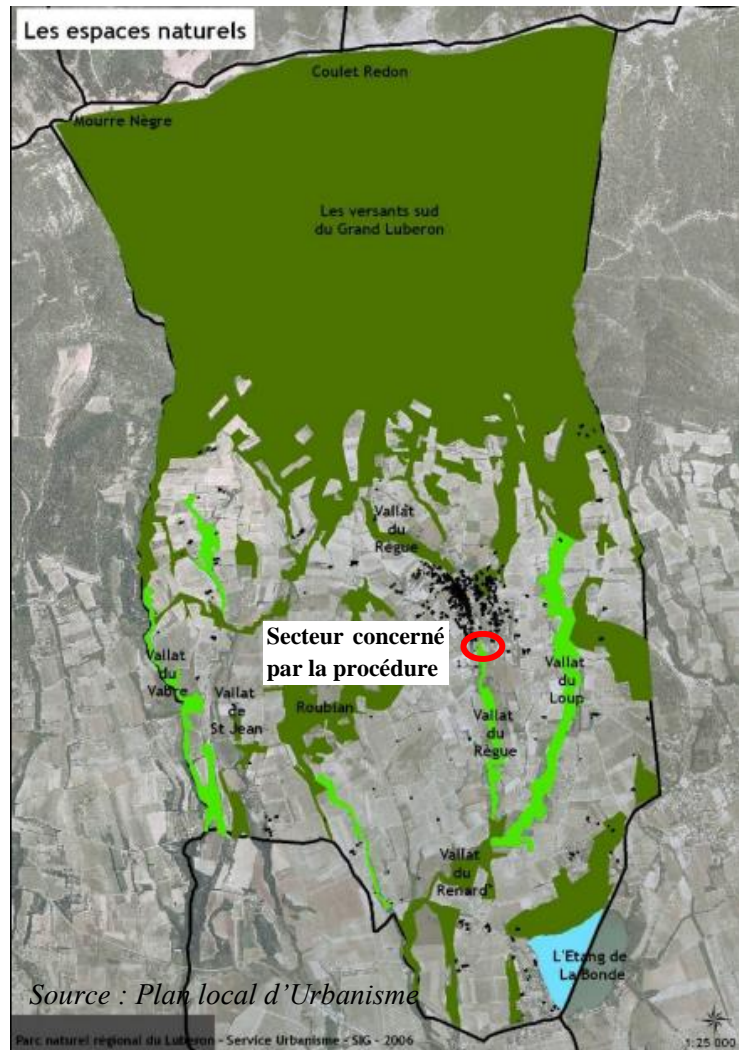 Les espaces naturels
Coulet Redon
Mourre Nègre
Les versants sud
du Grand Luberon
Vallat
du
Règue
Secteur concerné
par la procédure
Vallat
du
Vabre
Vallat
de
St Jean
Roubian
Vallat
du
Règue
Vallat
du
Loup
Vallat
du
Renard
L'Etang de
La Bonde
Source : Plan local d'Urbanisme
Parc naturel régional du Luberon - Service Urbanisme - SIG - 2006
1:25 000